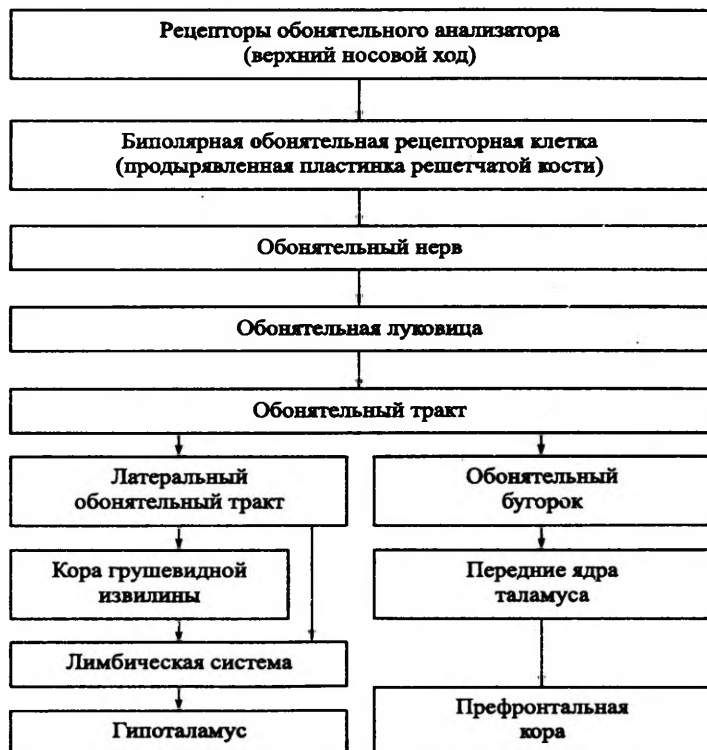 Рецепторы обонятельного анализатора
(верхний носовой ход)
Биполярная обонятельная рецепторная клетка
(продырявленная пластинка решетчатой кости)
Обонятельный нерв
Обонятельная луковица
Обонятельный тракт
Латеральный
обонятельный тракт
Обонятельный
бугорок
Кора грушевидной
извилины
Передние ядра
таламуса
Лимбическая система
Гипоталамус
Префронтальная
кора